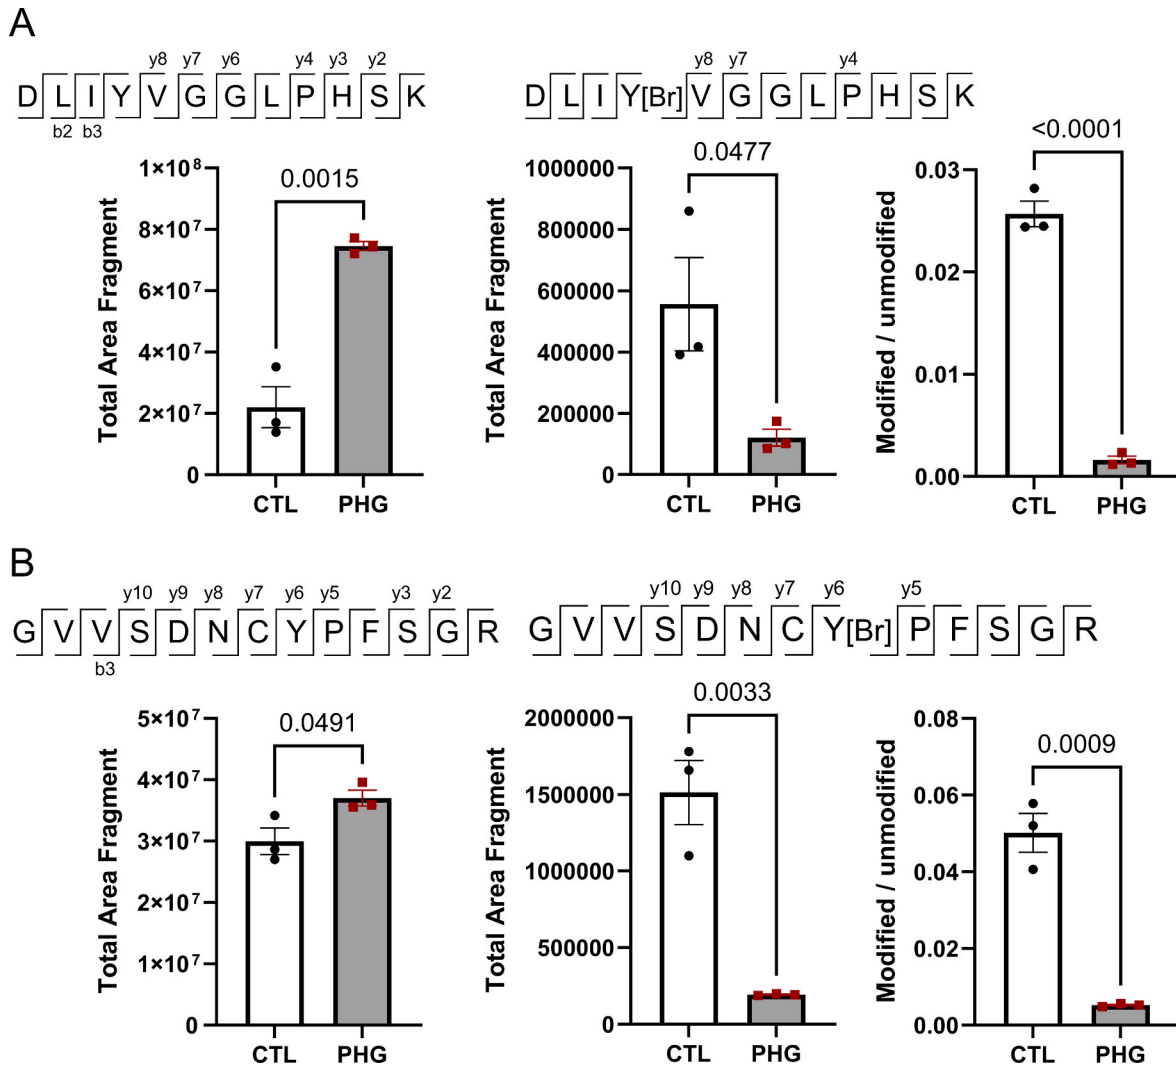 A
y8 y7 y6 y4 y3 y2
D L I Y V G G L P H S K
b2 b3
y8 y7 y4
D L I Y[Br] V G G L P H S K
Total Area Fragment
1×10⁸
8×10⁷
6×10⁷
4×10⁷
2×10⁷
0
0.0015
CTL PHG
Total Area Fragment
1000000
800000
600000
400000
200000
0
0.0477
CTL PHG
Modified / unmodified
0.03
0.02
0.01
0.00
<0.0001
CTL PHG
B
y10 y9 y8 y7 y6 y5 y3 y2
G V V S D N C Y P F S G R
b3
y10 y9 y8 y7 y6 y5
G V V S D N C Y[Br] P F S G R
Total Area Fragment
5×10⁷
4×10⁷
3×10⁷
2×10⁷
1×10⁷
0
0.0491
CTL PHG
Total Area Fragment
2000000
1500000
1000000
500000
0
0.0033
CTL PHG
Modified / unmodified
0.08
0.06
0.04
0.02
0.00
0.0009
CTL PHG